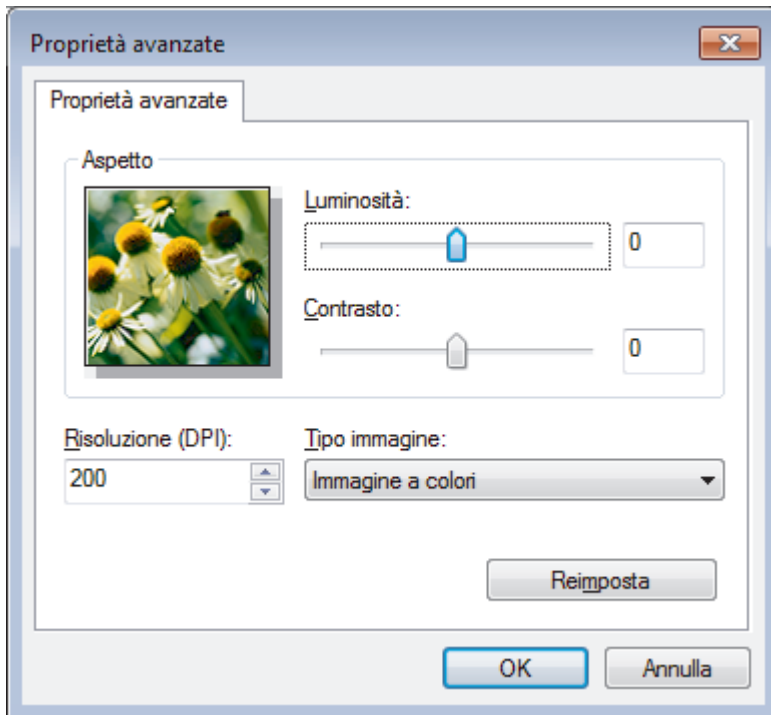 Proprietà avanzate
Proprietà avanzate
Aspetto
Luminosità:
0
Contrasto:
0
Risoluzione (DPI):
Tipo immagine:
200
Immagine a colori
Reimposta
OK
Annulla